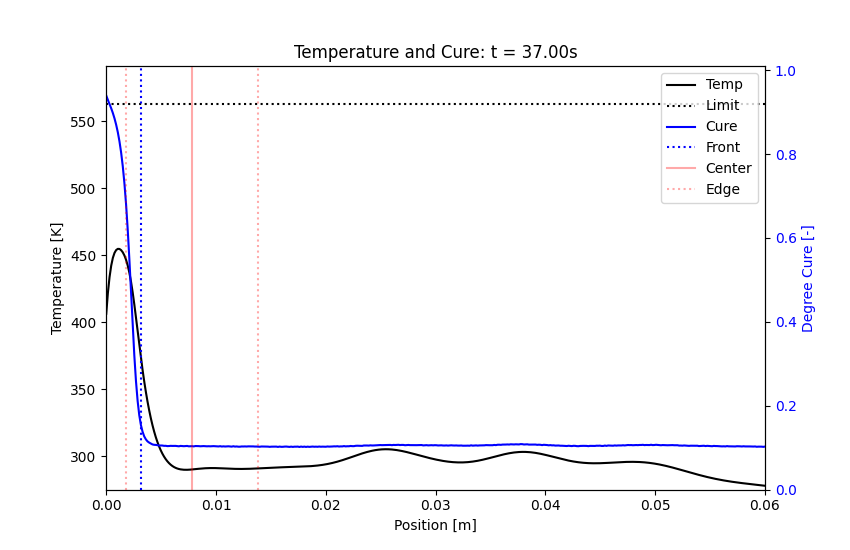 Temperature and Cure: t = 37.00s
Temperature [K]
550
500
450
400
350
300
0.00
0.01
0.02
0.03
0.04
0.05
0.06
Position [m]
1.0
0.8
0.6
0.4
0.2
0.0
Degree Cure [-]
Temp
Limit
Cure
Front
Center
Edge